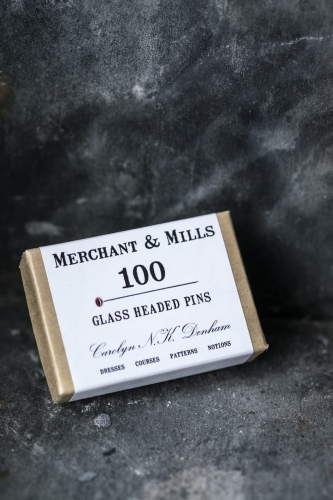 MERCHANT & MILLS
100
GLASS HEADED PINS
Carolyn N.K. Denham
DRESSES COURSES PATTERNS NOTIONS